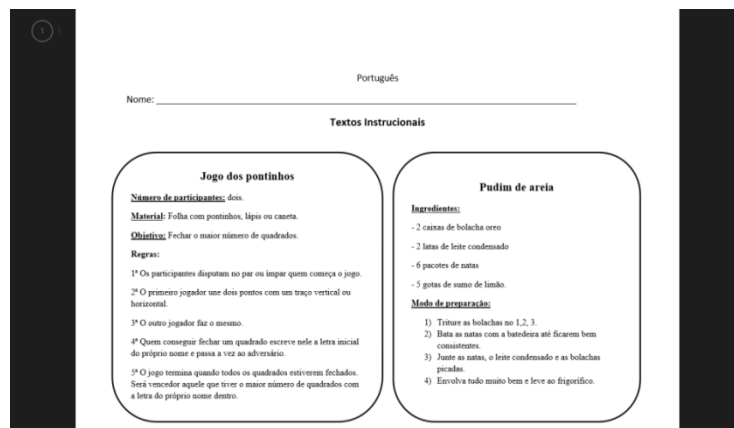 1
Português
Nome:
Textos Instrucionais
Jogo dos pontinhos
Número de participantes: dois.
Material: Folha com pontinhos, lápis ou caneta.
Objetivo: Fechar o maior número de quadrados.
Regras:
1ª Os participantes disputam no par ou ímpar quem começa o jogo.
2ª O primeiro jogador une dois pontos com um traço vertical ou
horizontal.
3ª O outro jogador faz o mesmo.
4ª Quem conseguir fechar um quadrado escreve nele a letra inicial
do próprio nome e passa a vez ao adversário.
5ª O jogo termina quando todos os quadrados estiverem fechados.
Será vencedor aquele que tiver o maior número de quadrados com
a letra do próprio nome dentro.
Pudim de areia
Ingredientes:
- 2 caixas de bolacha oreo
- 2 latas de leite condensado
- 6 pacotes de natas
- 5 gotas de sumo de limão.
Modo de preparação:
1) Triture as bolachas no 1,2, 3.
2) Bata as natas com a batedeira até ficarem bem
consistentes.
3) Junte as natas, o leite condensado e as bolachas
picadas.
4) Envolva tudo muito bem e leve ao frigorífico.